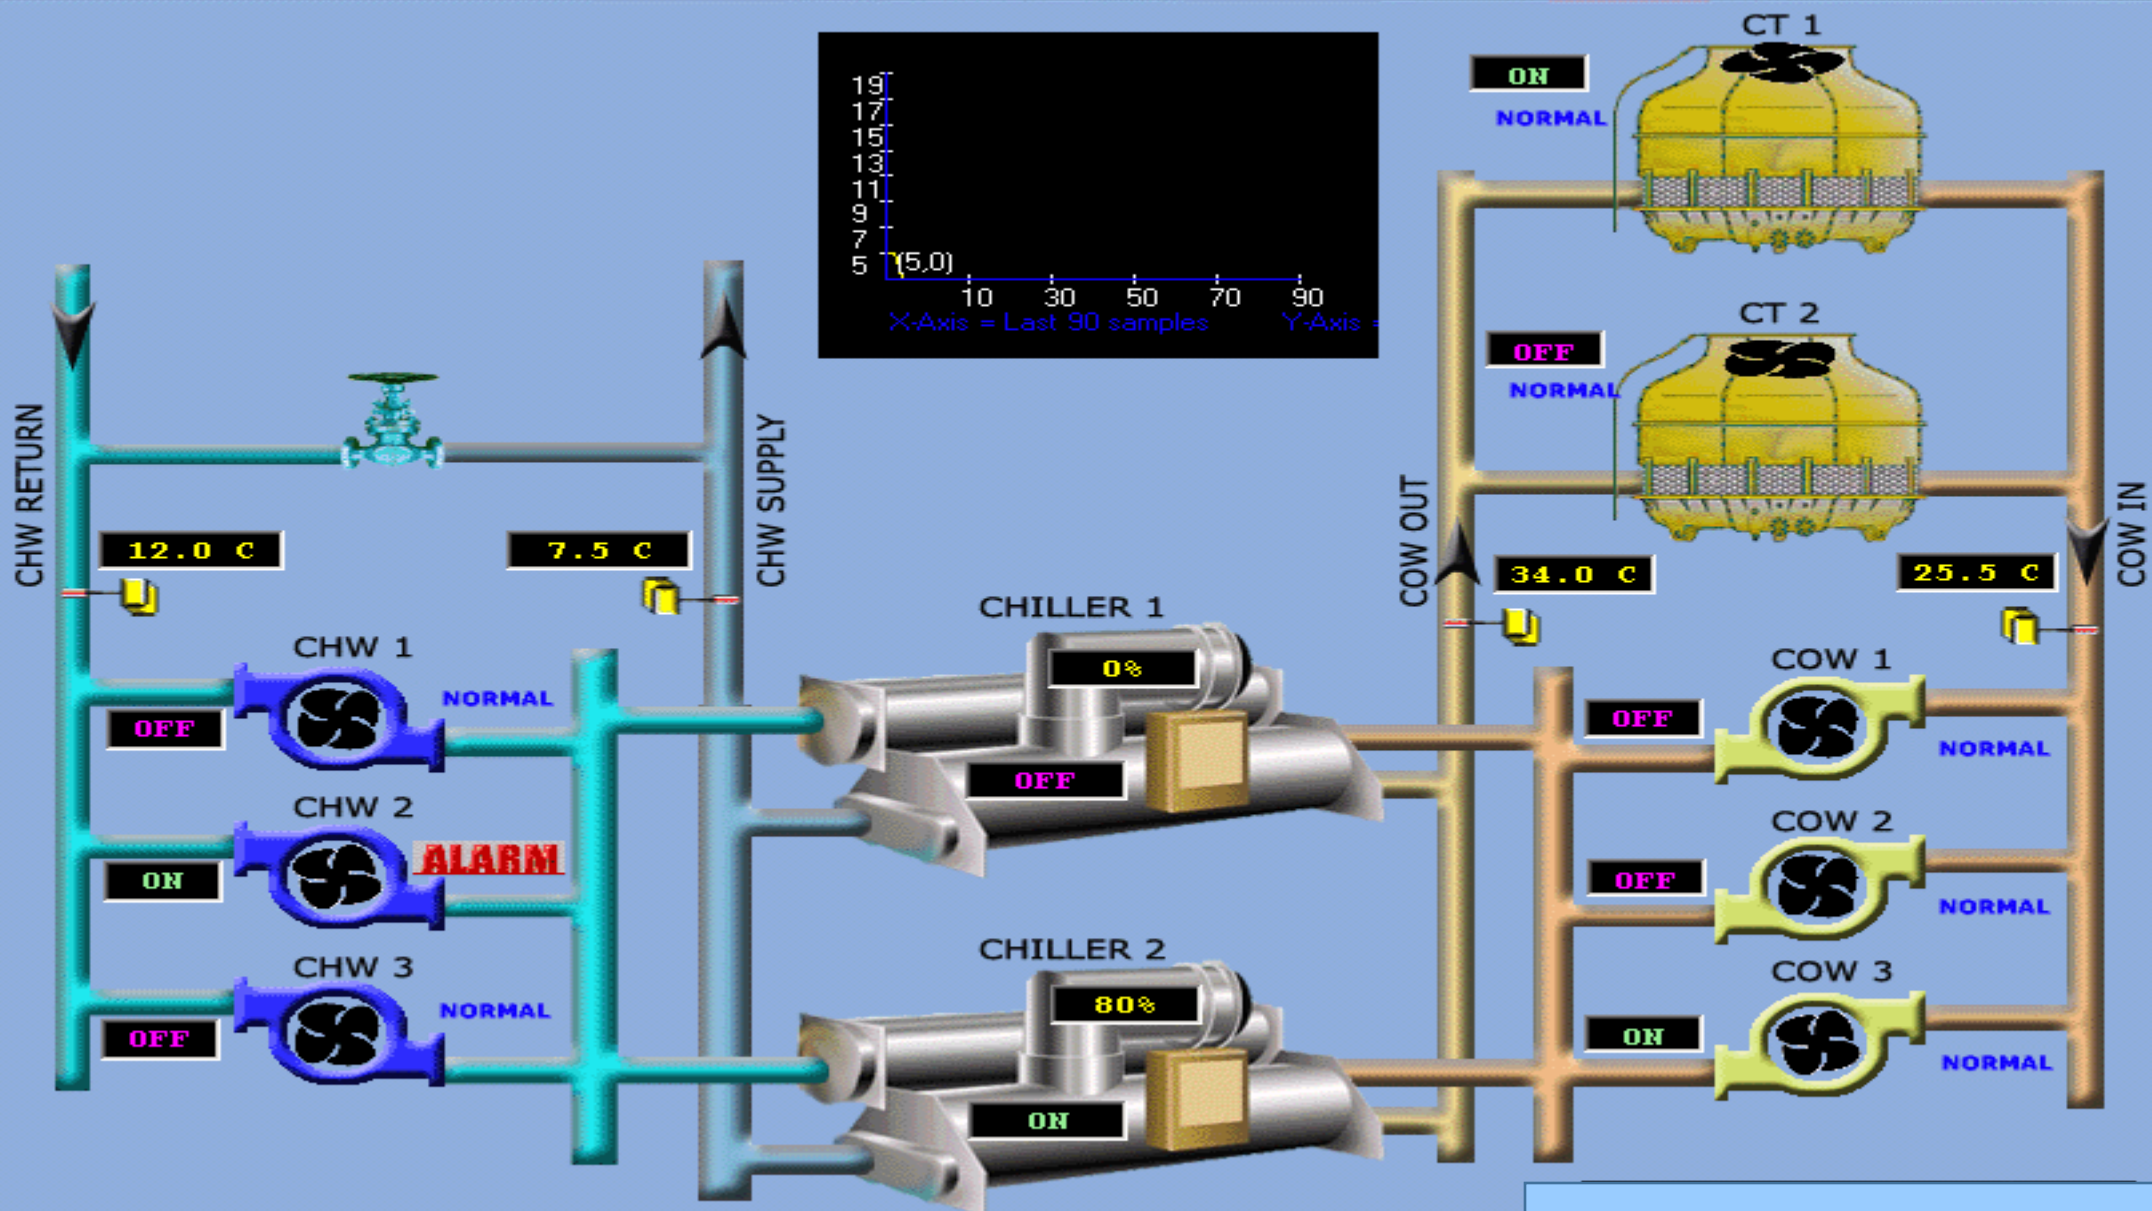 CT 1
ON
NORMAL
19
17
15
13
11
9
7
5
(5,0)
10 30 50 70 90
X-Axis = Last 90 samples Y-Axis =
CT 2
OFF
NORMAL
CHW RETURN
CHW SUPPLY
COW OUT
COW IN
12.0 C
7.5 C
34.0 C
25.5 C
CHW 1
OFF
NORMAL
CHW 2
ON
ALARM
CHW 3
OFF
NORMAL
CHILLER 1
0%
OFF
CHILLER 2
80%
ON
COW 1
OFF
NORMAL
COW 2
OFF
NORMAL
COW 3
ON
NORMAL